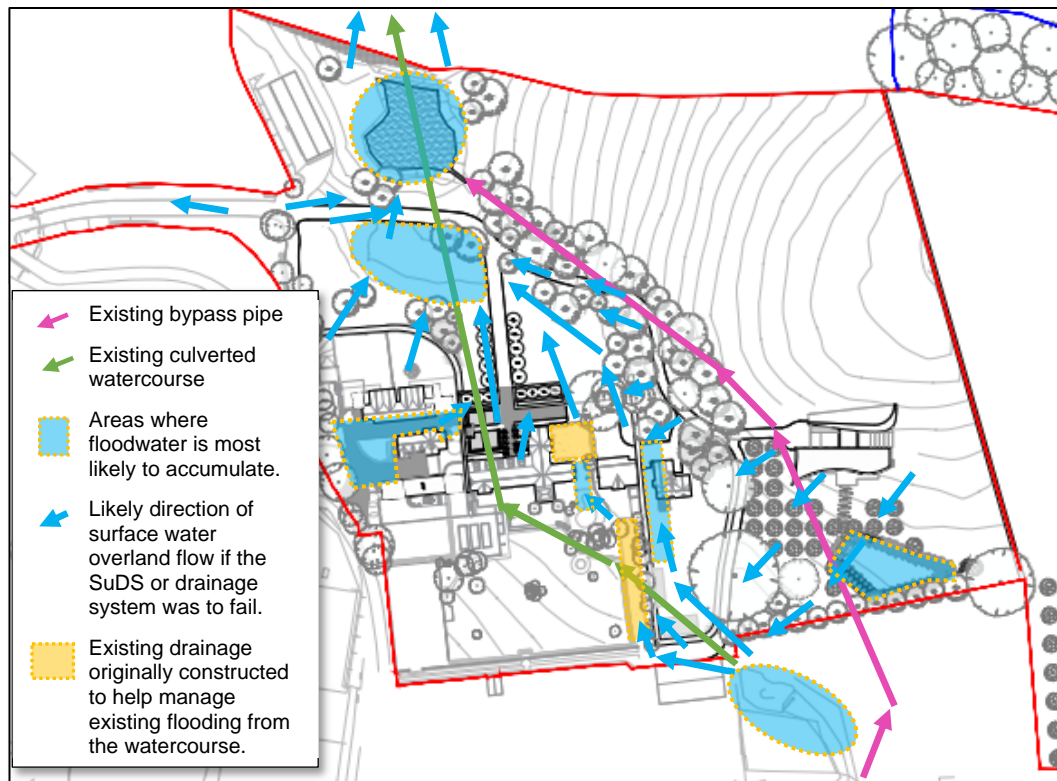 Existing bypass pipe
Existing culverted
watercourse
Areas where
floodwater is most
likely to accumulate.
Likely direction of
surface water
overland flow if the
SuDS or drainage
system was to fail.
Existing drainage
originally constructed
to help manage
existing flooding from
the watercourse.